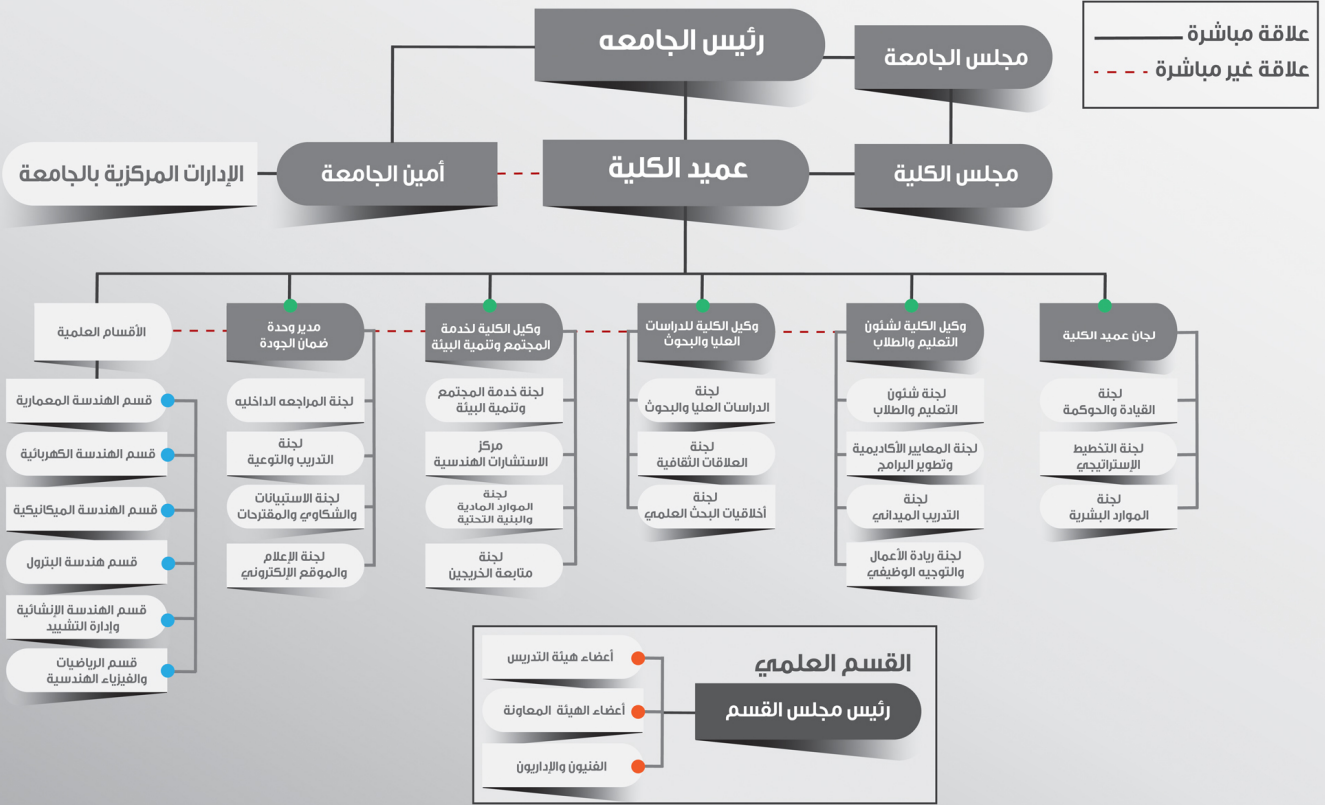 علاقة مباشرة
علاقة غير مباشرة
رئيس الجامعه
مجلس الجامعة
مجلس الكلية
عميد الكلية
أمين الجامعة
الإدارات المركزية بالجامعة
لجان عميد الكلية
لجنة
القيادة والحوكمة
لجنة التخطيط
الإستراتيجي
لجنة
الموارد البشرية
وكيل الكلية لشئون
التعليم والطلاب
لجنة شئون
التعليم والطلاب
لجنة المعايير الأكاديمية
وتطوير البرامج
لجنة
التدريب الميداني
لجنة ريادة الأعمال
والتوجيه الوظيفي
وكيل الكلية للدراسات
العليا والبحوث
لجنة
الدراسات العليا والبحوث
لجنة
العلاقات الثقافية
لجنة
أخلاقيات البحث العلمي
وكيل الكلية لخدمة
المجتمع وتنمية البيئة
لجنة خدمة المجتمع
وتنمية البيئة
مركز
الاستشارات الهندسية
لجنة
الموارد المادية
والبنية التحتية
لجنة
متابعة الخريجين
مدير وحدة
ضمان الجودة
لجنة المراجعه الداخليه
لجنة
التدريب والتوعية
لجنة الاستبيانات
والشكاوي والمقترحات
لجنة الإعلام
والموقع الإلكتروني
الأقسام العلمية
قسم الهندسة المعمارية
قسم الهندسة الكهربائية
قسم الهندسة الميكانيكية
قسم هندسة البترول
قسم الهندسة الإنشائية
وإدارة التشييد
قسم الرياضيات
والفيزياء الهندسية
القسم العلمي
رئيس مجلس القسم
أعضاء هيئة التدريس
أعضاء الهيئة المعاونة
الفنيون والإداريون